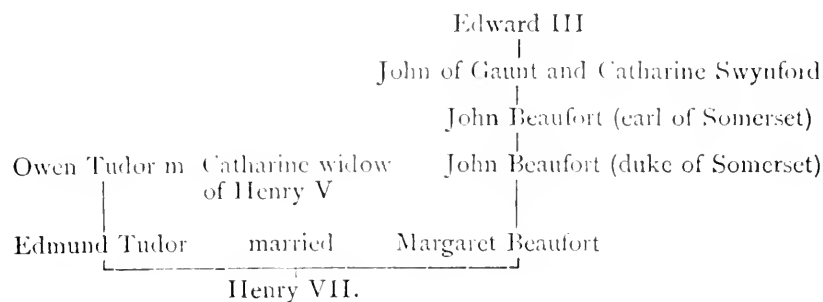 Edward III
John of Gaunt and Catharine Swynford
John Beaufort (earl of Somerset)
Owen Tudor m Catharine widow of Henry V
John Beaufort (duke of Somerset)
Edmund Tudor married Margaret Beaufort
Henry VII.